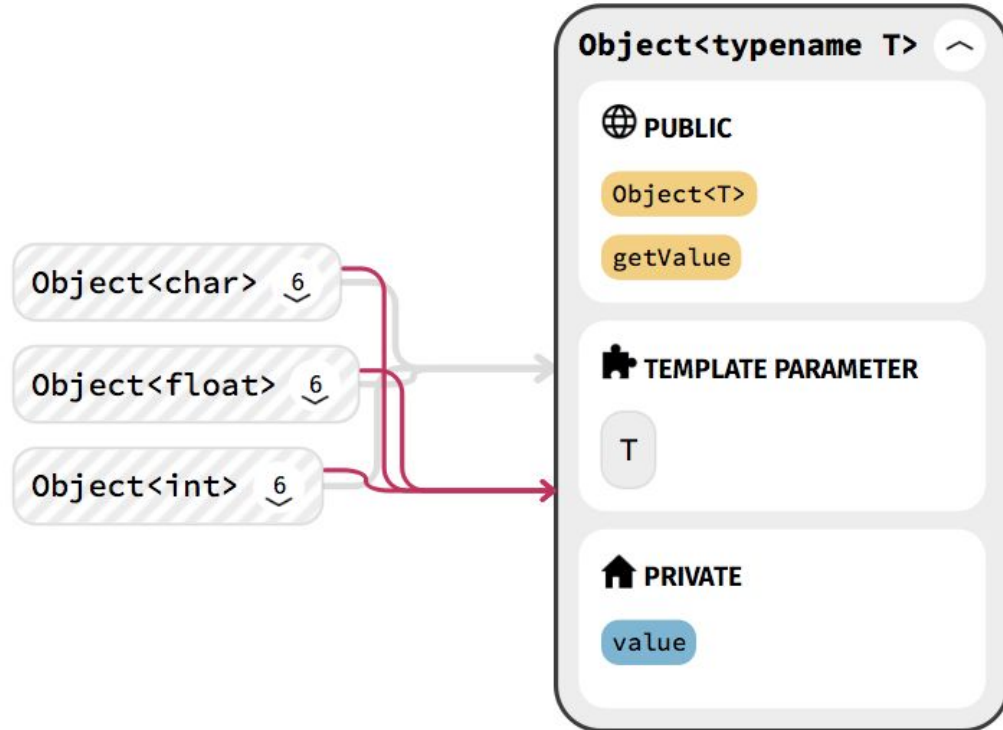 Object<typename T>
PUBLIC
Object<T>
getValue
Object<char> 6
Object<float> 6
Object<int> 6
TEMPLATE PARAMETER
T
PRIVATE
value